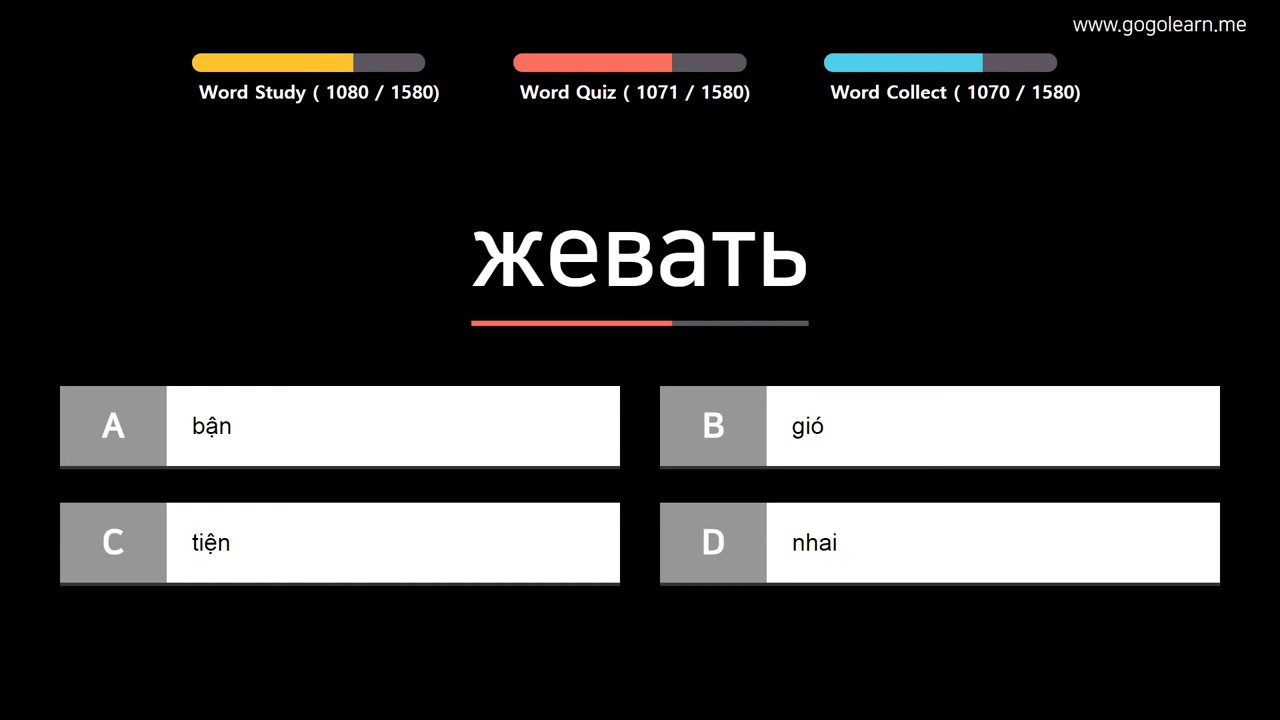 www.gogolearn.me
Word Study ( 1080 / 1580)
Word Quiz ( 1071 / 1580)
Word Collect ( 1070 / 1580)
жевать
A bận
B gió
C tiện
D nhai